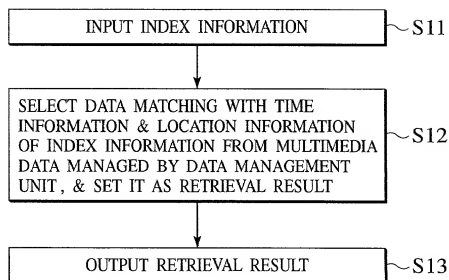 INPUT INDEX INFORMATION
S11
SELECT DATA MATCHING WITH TIME
INFORMATION & LOCATION INFORMATION
OF INDEX INFORMATION FROM MULTIMEDIA
DATA MANAGED BY DATA MANAGEMENT
UNIT, & SET IT AS RETRIEVAL RESULT
S12
OUTPUT RETRIEVAL RESULT
S13